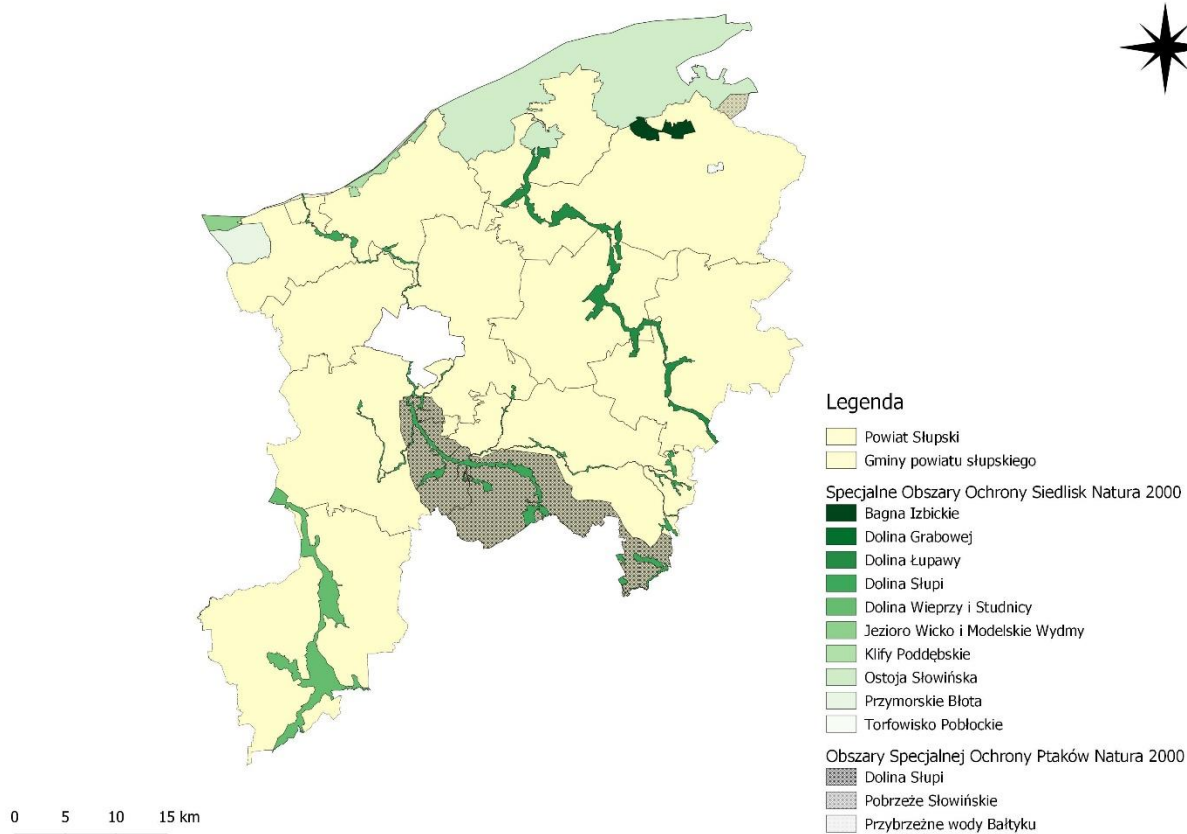 Legenda
Powiat Słupski
Gminy powiatu słupskiego
Specjalne Obszary Ochrony Siedlisk Natura 2000
Bagna Izbickie
Dolina Grabowej
Dolina Łupawy
Dolina Słupi
Dolina Wieprzy i Studnicy
Jezioro Wicko i Modelskie Wydmy
Klify Poddębskie
Ostoja Słowińska
Przymorskie Błota
Torfowisko Pobłockie
Obszary Specjalnej Ochrony Ptaków Natura 2000
Dolina Słupi
Pobrzeże Słowińskie
Przybrzeżne wody Bałtyku
0 5 10 15 km